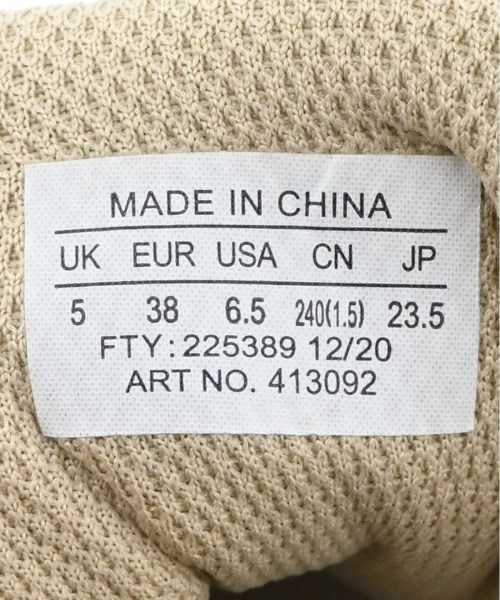 MADE IN CHINA
UK EUR USA CN JP
5 38 6.5 240(1.5) 23.5
FTY: 225389 12/20
ART NO. 413092